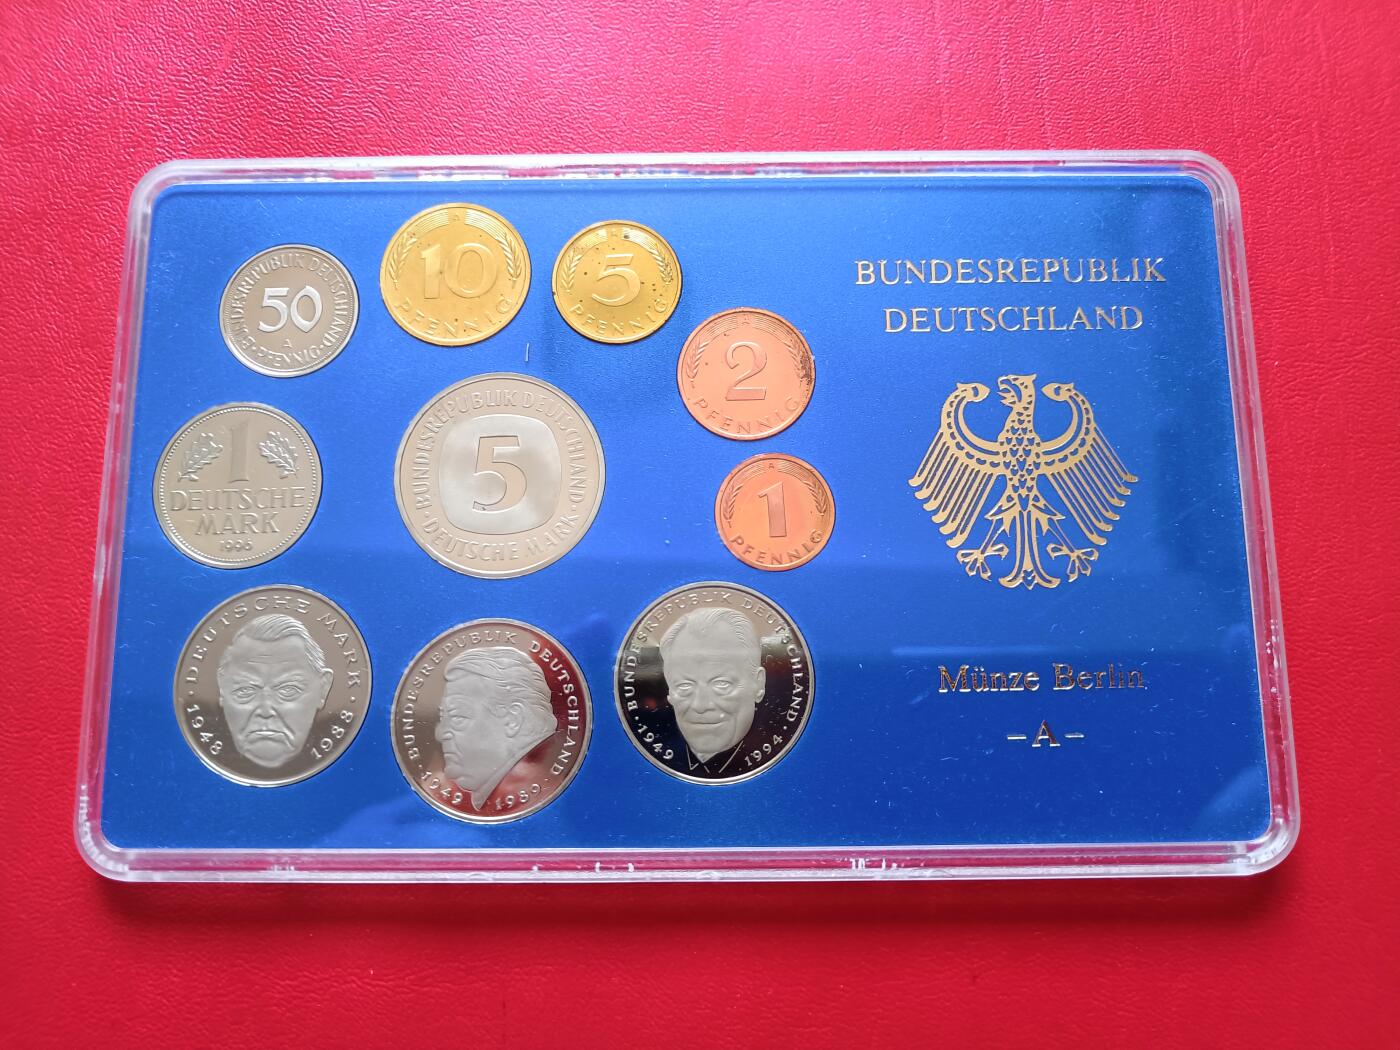 BUNDESREPUBLIK
DEUTSCHLAND
Münze Berlin
–A–
BUNDESREPUBLIK DEUTSCHLAND
50
A
PFENNIG
A
10
PFENNIG
5
PFENNIG
A
2
PFENNIG
A
1
PFENNIG
1
DEUTSCHE
MARK
1996
BUNDESREPUBLIK DEUTSCHLAND
5
DEUTSCHE MARK
DEUTSCHE MARK
1948 1988
BUNDESREPUBLIK DEUTSCHLAND
1949 1989
BUNDESREPUBLIK DEUTSCHLAND
1949 1994